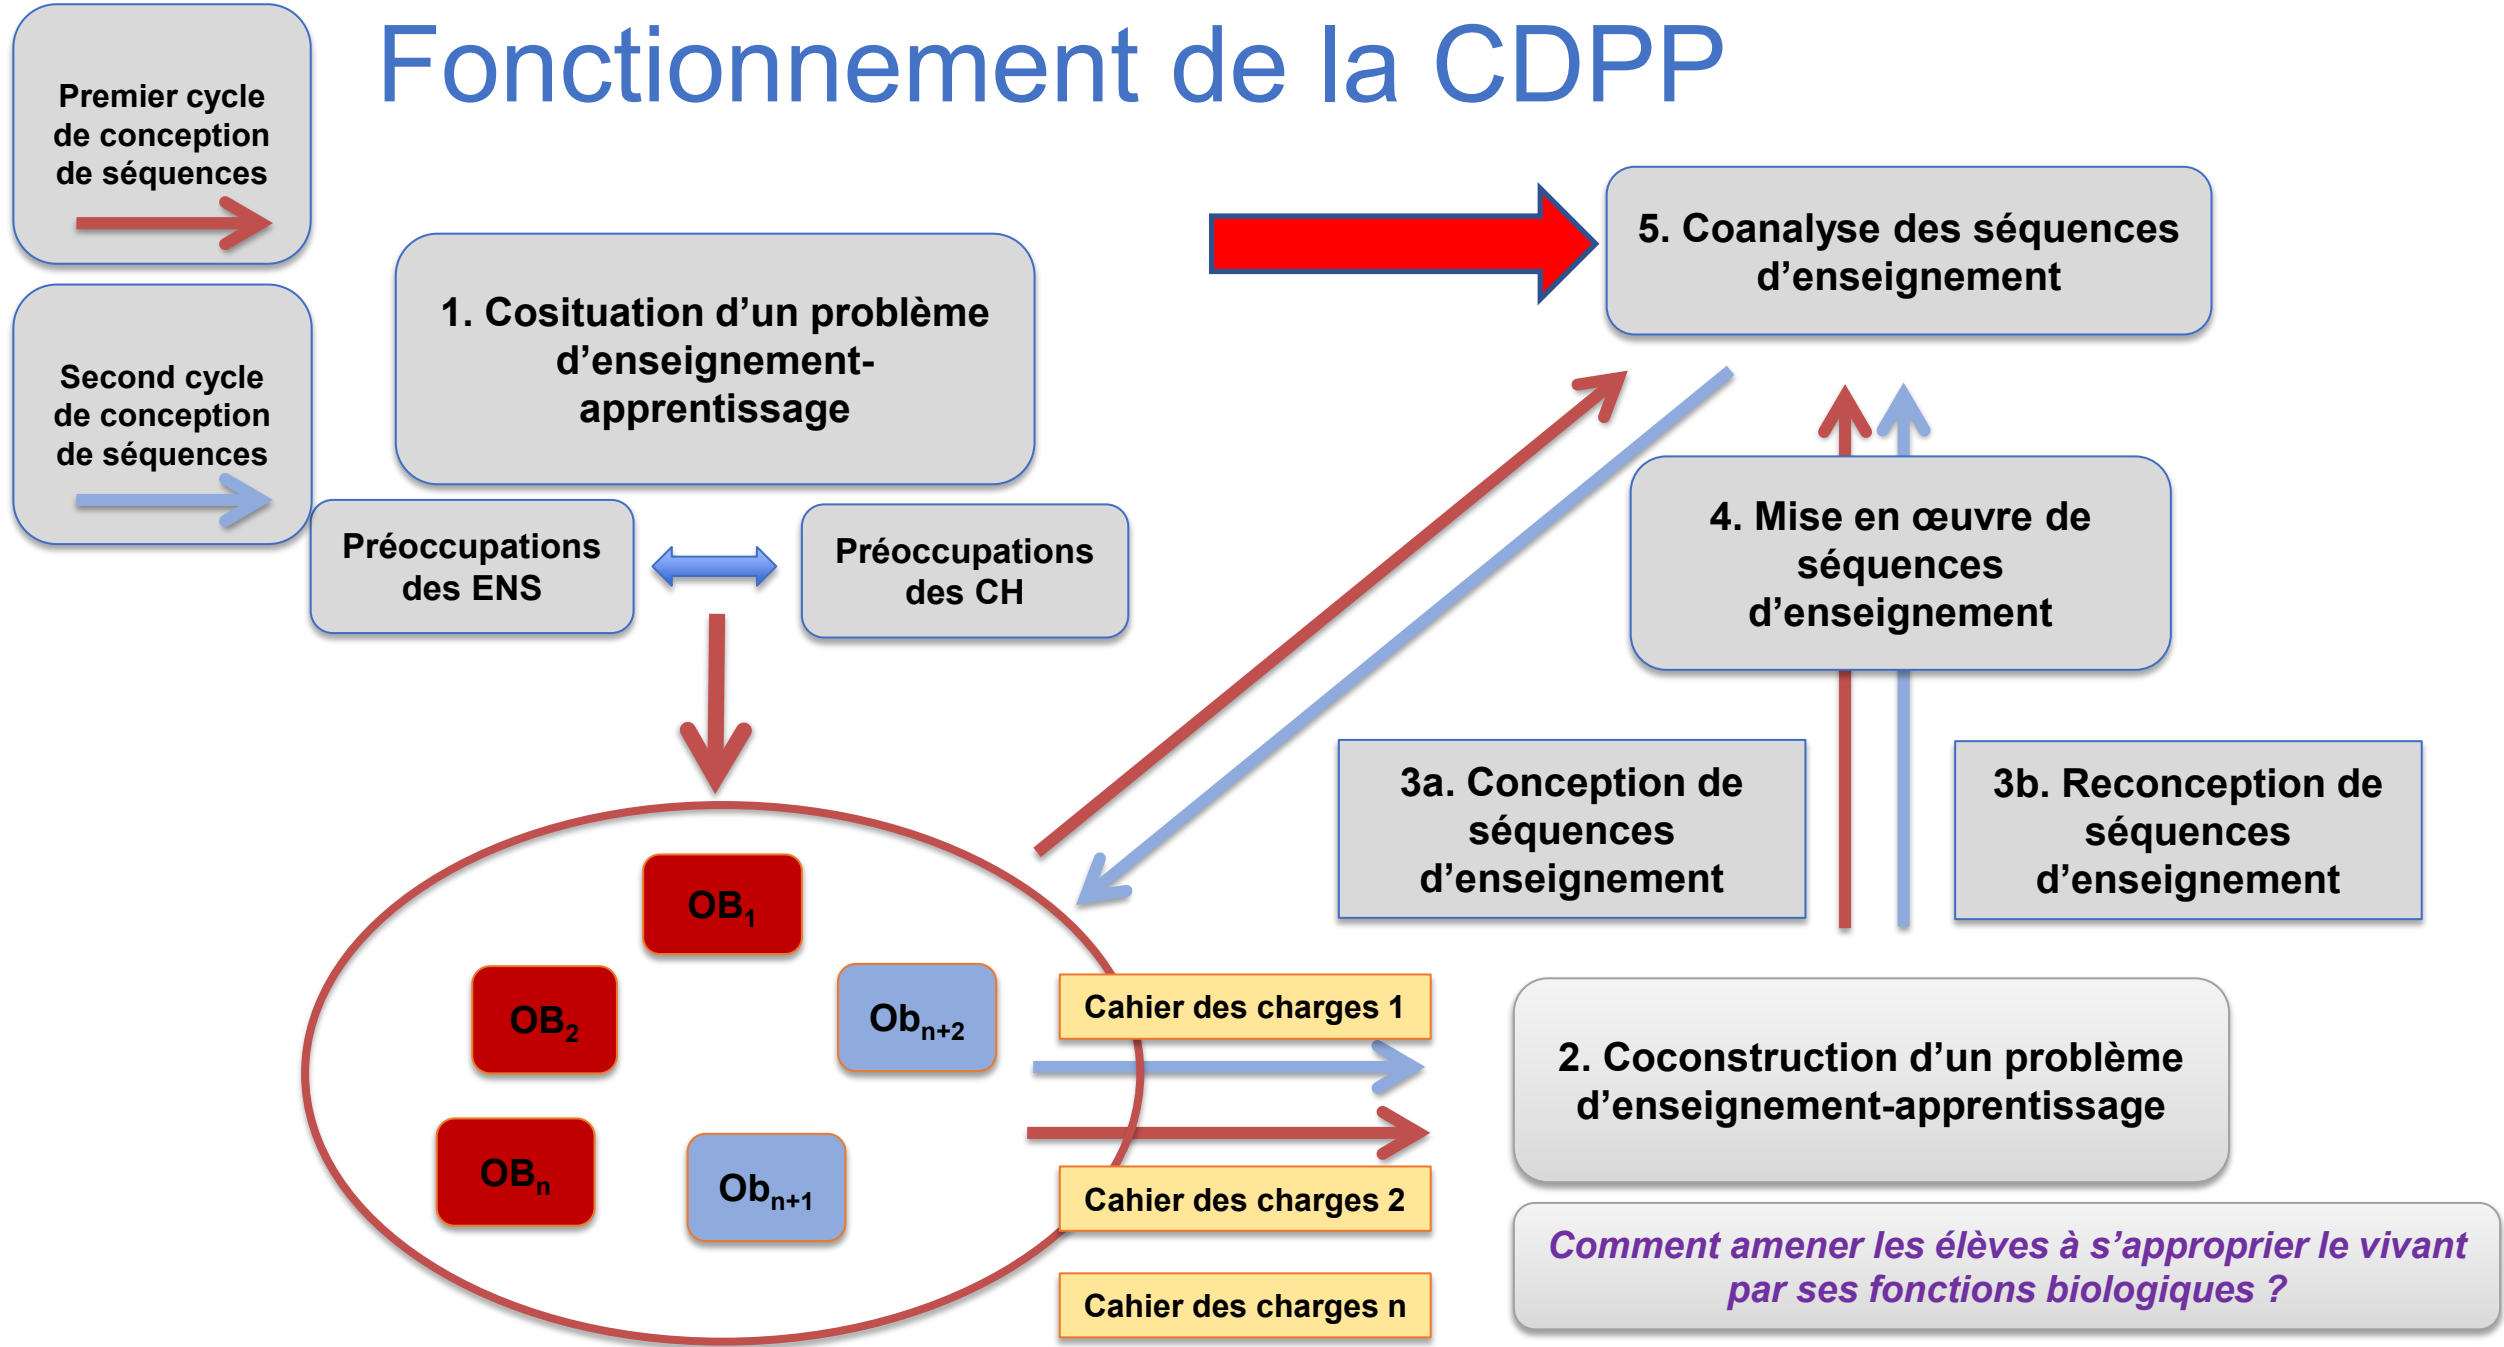 Fonctionnement de la CDPP
Premier cycle
de conception
de séquences
Second cycle
de conception
de séquences
1. Cosituation d’un problème
d’enseignement-
apprentissage
Préoccupations
des ENS
Préoccupations
des CH
5. Coanalyse des séquences
d’enseignement
4. Mise en œuvre de
séquences
d’enseignement
3a. Conception de
séquences
d’enseignement
3b. Reconception de
séquences
d’enseignement
OB1
OB2
Obn+2
OBn
Obn+1
Cahier des charges 1
Cahier des charges 2
Cahier des charges n
2. Coconstruction d’un problème
d’enseignement-apprentissage
Comment amener les élèves à s’approprier le vivant
par ses fonctions biologiques ?